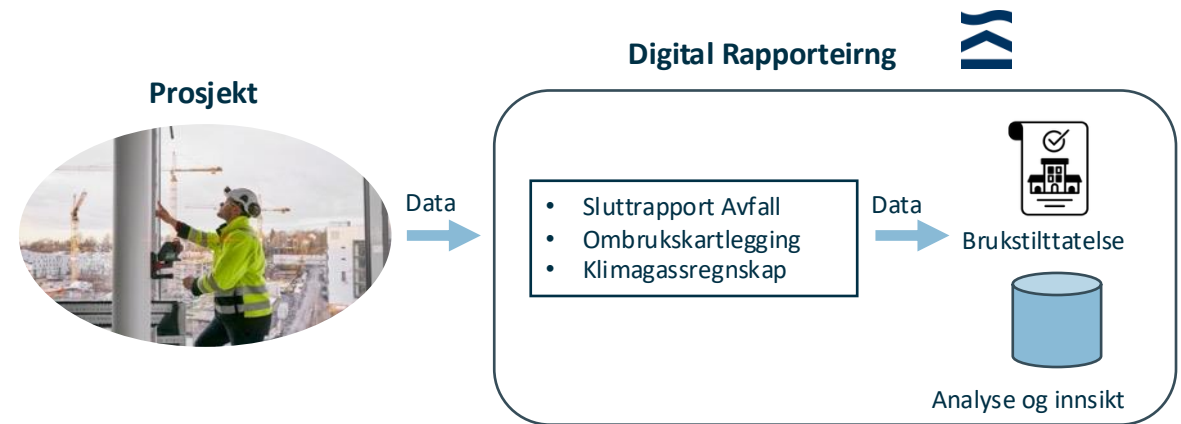 Digital Rapporteirng
Prosjekt
Data
• Sluttrapport Avfall
• Ombrukskartlegging
• Klimagassregnskap
Data
Brukstilttatelse
Analyse og innsikt